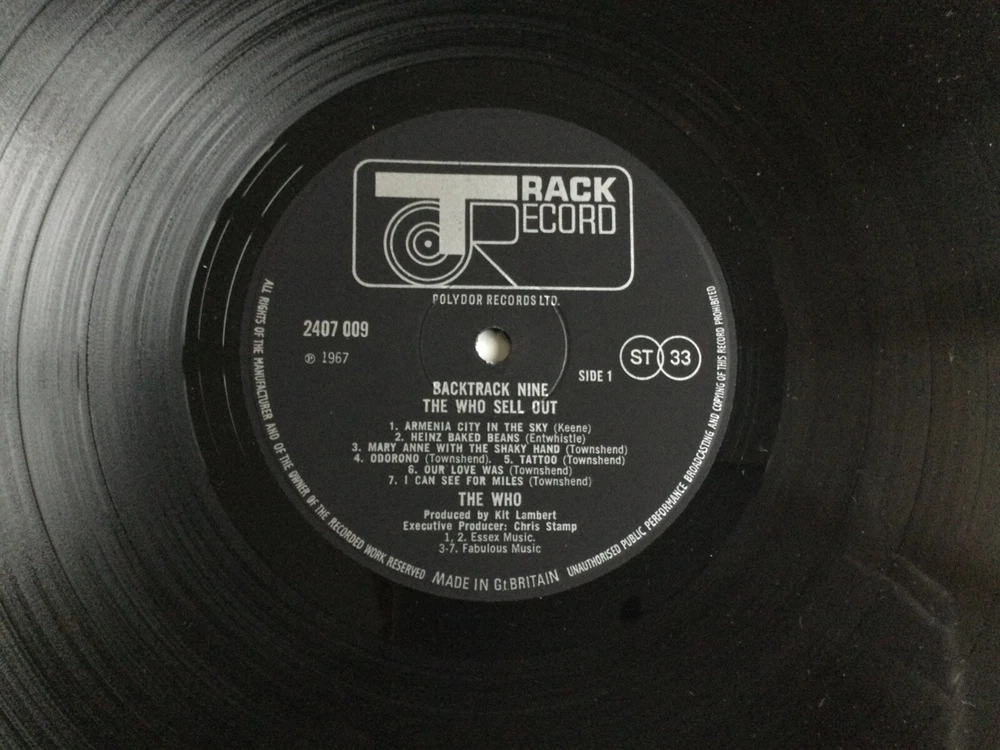 TRACK
RECORD
POLYDOR RECORDS LTD.
2407 009
℗ 1967
ST 33
SIDE 1
BACKTRACK NINE
THE WHO SELL OUT
1. ARMENIA CITY IN THE SKY (Keene)
2. HEINZ BAKED BEANS (Entwhistle)
3. MARY ANNE WITH THE SHAKY HAND (Townshend)
4. ODORONO (Townshend). 5. TATTOO (Townshend)
6. OUR LOVE WAS (Townshend)
7. I CAN SEE FOR MILES (Townshend)
THE WHO
Produced by Kit Lambert
Executive Producer: Chris Stamp
1, 2. Essex Music.
3-7. Fabulous Music
ALL RIGHTS OF THE MANUFACTURER AND OF THE OWNER OF THE RECORDED WORK RESERVED
MADE IN Gt. BRITAIN
UNAUTHORISED PUBLIC PERFORMANCE BROADCASTING AND COPYING OF THIS RECORD PROHIBITED